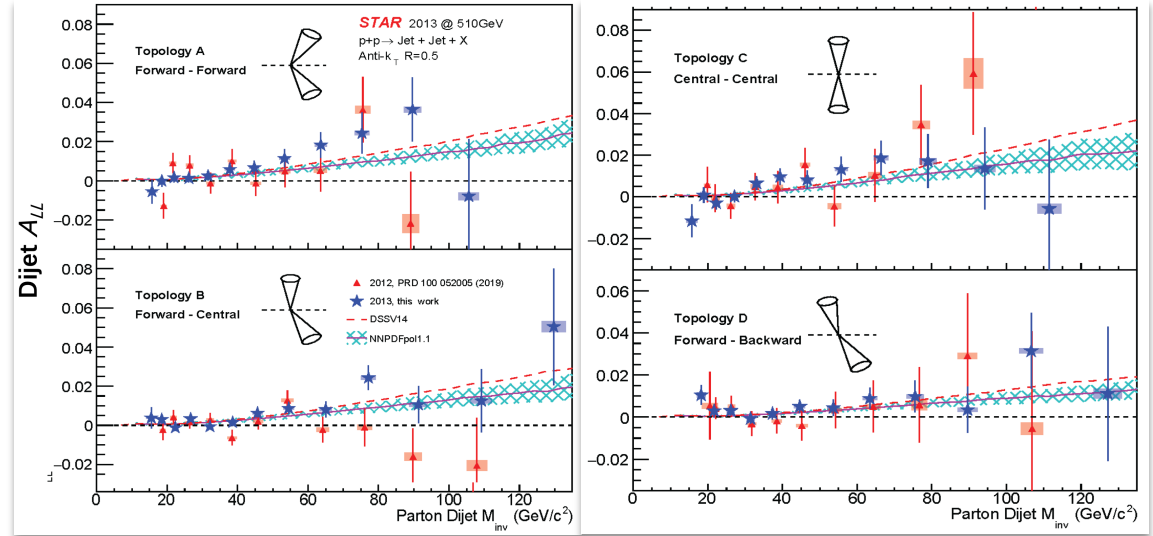 Dijet A_LL
0.08
0.06
0.04
0.02
0
−0.02
Topology A
Forward - Forward
STAR 2013 @ 510GeV
p+p→ Jet + Jet + X
Anti-k_T R=0.5
0.08
0.06
0.04
0.02
0
−0.02
LL
Topology B
Forward - Central
2012, PRD 100 052005 (2019)
2013, this work
DSSV14
NNPDFpol1.1
0 20 40 60 80 100 120
Parton Dijet M_inv (GeV/c²)
0.08
0.06
0.04
0.02
0
−0.02
Topology C
Central - Central
0.06
0.04
0.02
0
−0.02
Topology D
Forward - Backward
0 20 40 60 80 100 120
Parton Dijet M_inv (GeV/c²)